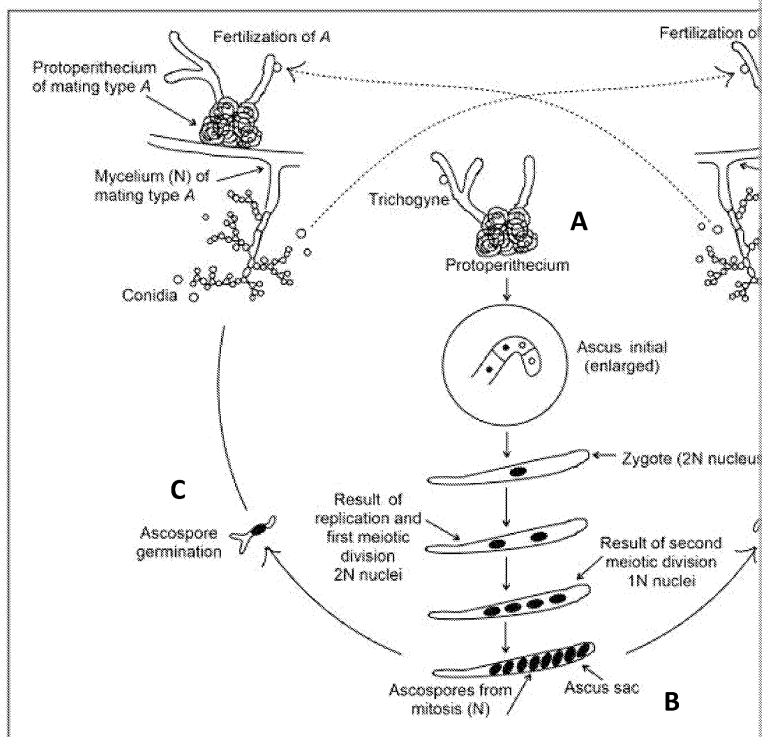 Fertilization of A
Fertilization of
Protoperithecium
of mating type A
Mycelium (N) of
mating type A
Trichogyne
A
Protoperithecium
Conidia
Ascus initial
(enlarged)
Zygote (2N nucleus
C
Result of
replication and
first meiotic
division
2N nuclei
Ascospore
germination
Result of second
meiotic division
1N nuclei
Ascospores from
mitosis (N)
Ascus sac
B